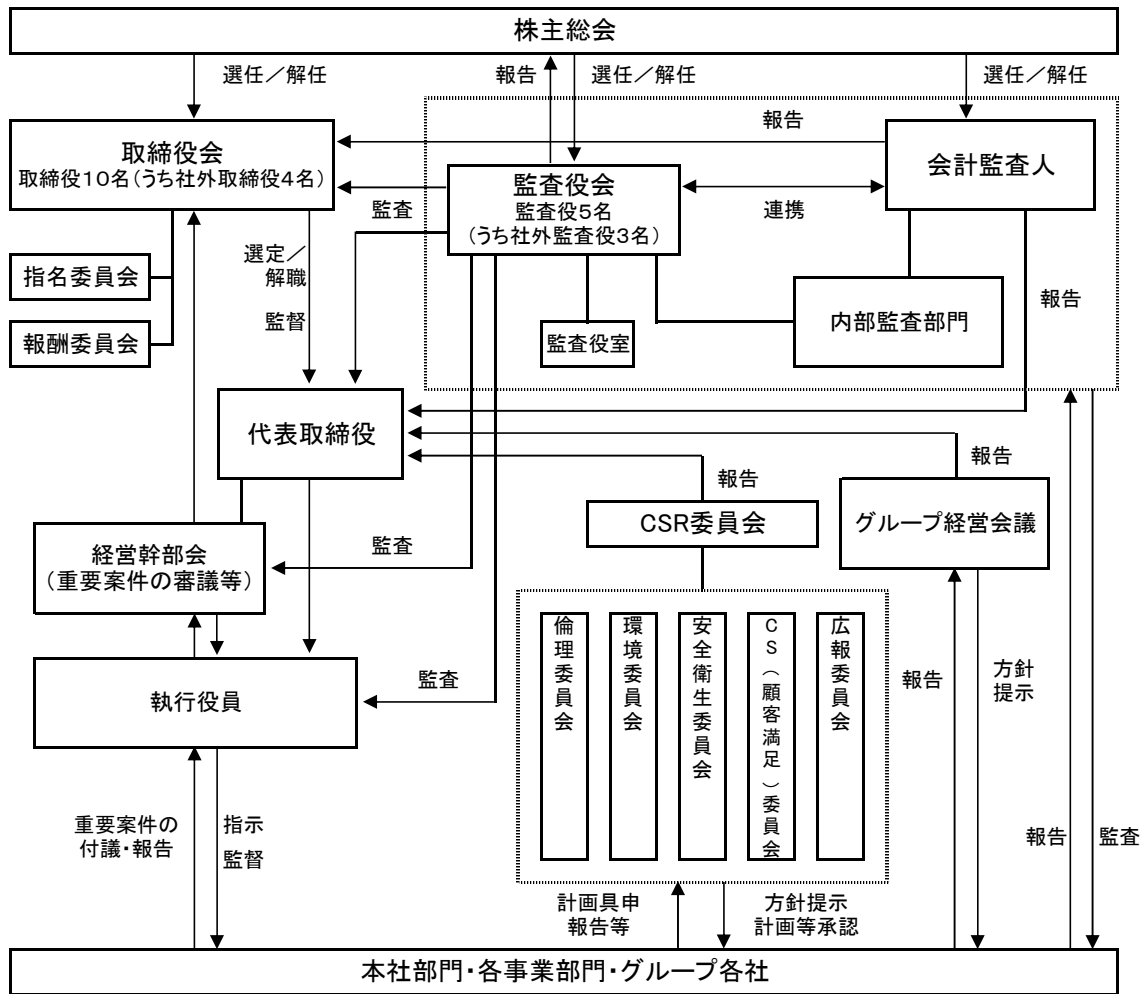 株主総会
選任／解任
報告
選任／解任
選任／解任
報告
取締役会
取締役１０名(うち社外取締役４名)
会計監査人
監査役会
監査役５名
(うち社外監査役３名)
監査
連携
選定／
解職
監督
指名委員会
報酬委員会
監査役室
内部監査部門
報告
代表取締役
報告
報告
CSR委員会
グループ経営会議
経営幹部会
(重要案件の審議等)
監査
倫理委員会
環境委員会
安全衛生委員会
CS(顧客満足)委員会
広報委員会
執行役員
監査
報告
方針
提示
重要案件の
付議・報告
指示
監督
報告
監査
計画具申
報告等
方針提示
計画等承認
本社部門・各事業部門・グループ各社